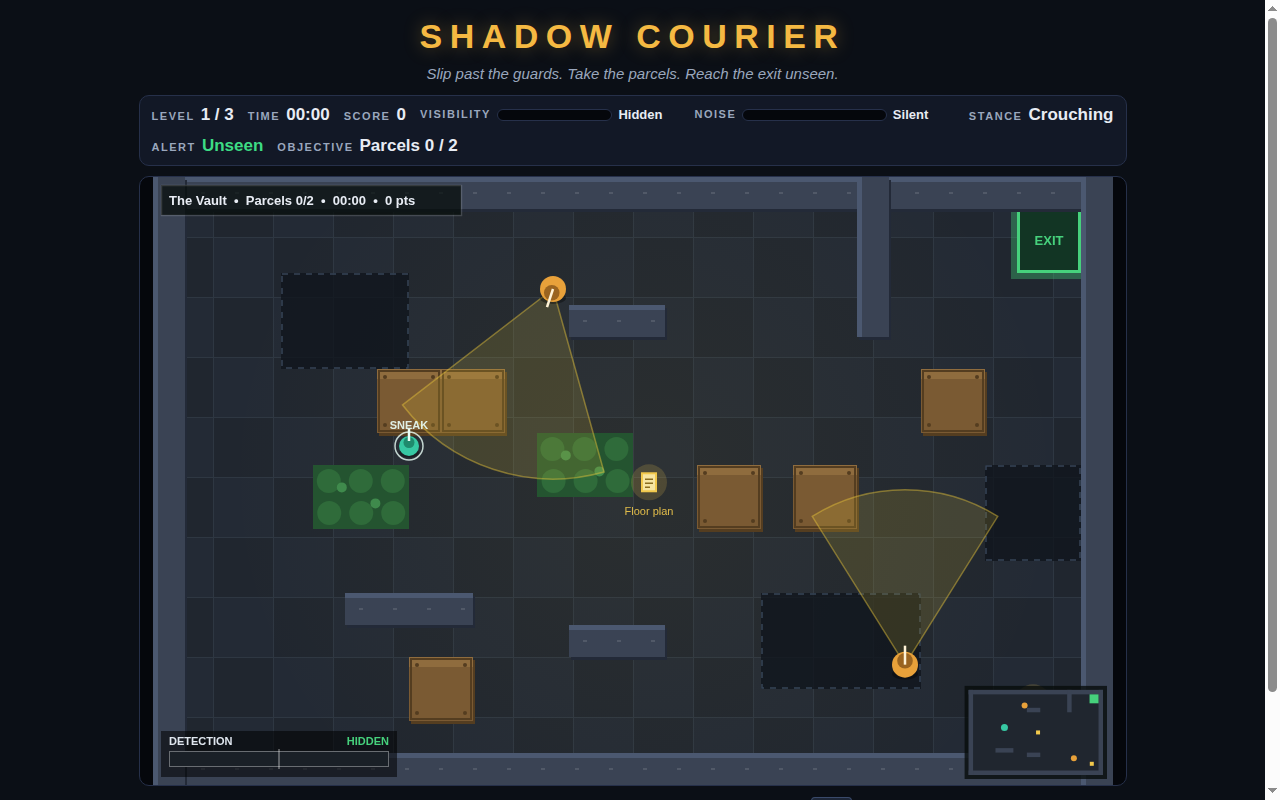 SHADOW COURIER
Slip past the guards. Take the parcels. Reach the exit unseen.
LEVEL 1 / 3 TIME 00:00 SCORE 0 VISIBILITY Hidden NOISE Silent STANCE Crouching
ALERT Unseen OBJECTIVE Parcels 0 / 2
The Vault • Parcels 0/2 • 00:00 • 0 pts
EXIT
SNEAK
Floor plan
DETECTION HIDDEN